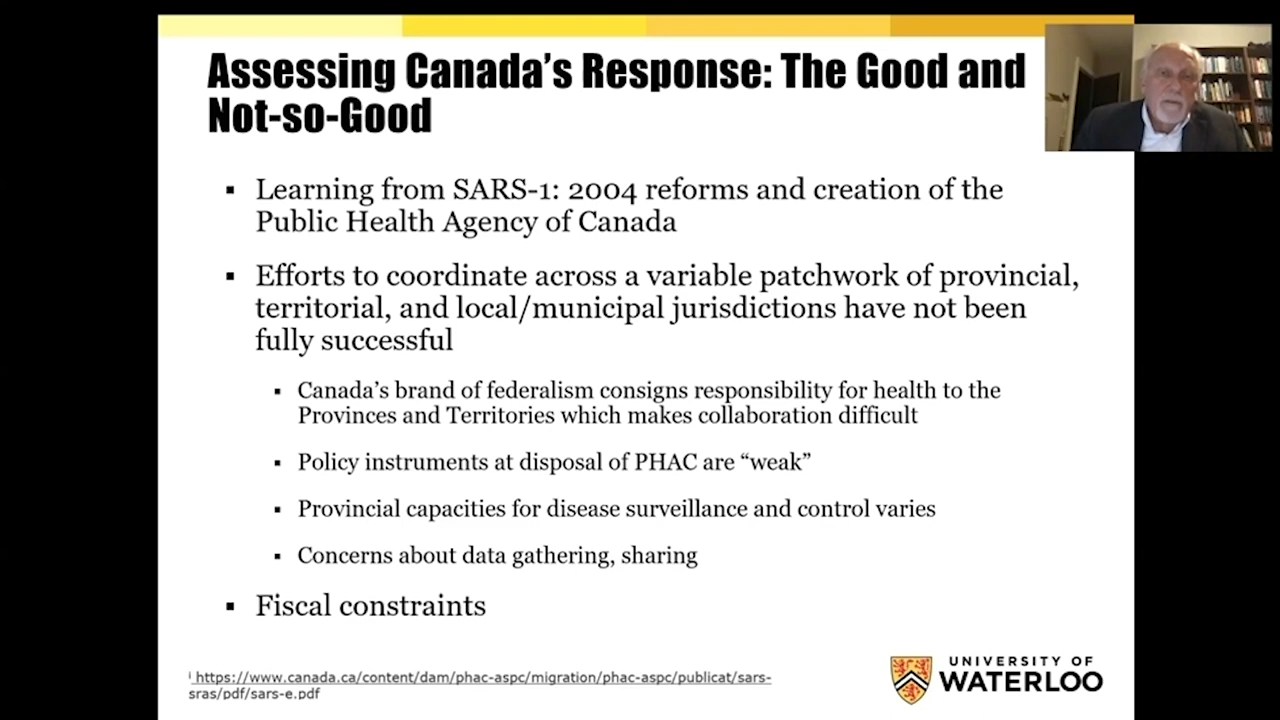 Assessing Canada's Response: The Good and
Not-so-Good
▪ Learning from SARS-1: 2004 reforms and creation of the
Public Health Agency of Canada
▪ Efforts to coordinate across a variable patchwork of provincial,
territorial, and local/municipal jurisdictions have not been
fully successful
▪ Canada's brand of federalism consigns responsibility for health to the
Provinces and Territories which makes collaboration difficult
▪ Policy instruments at disposal of PHAC are “weak”
▪ Provincial capacities for disease surveillance and control varies
▪ Concerns about data gathering, sharing
▪ Fiscal constraints
i https://www.canada.ca/content/dam/phac-aspc/migration/phac-aspc/publicat/sars-
sras/pdf/sars-e.pdf
UNIVERSITY OF
WATERLOO